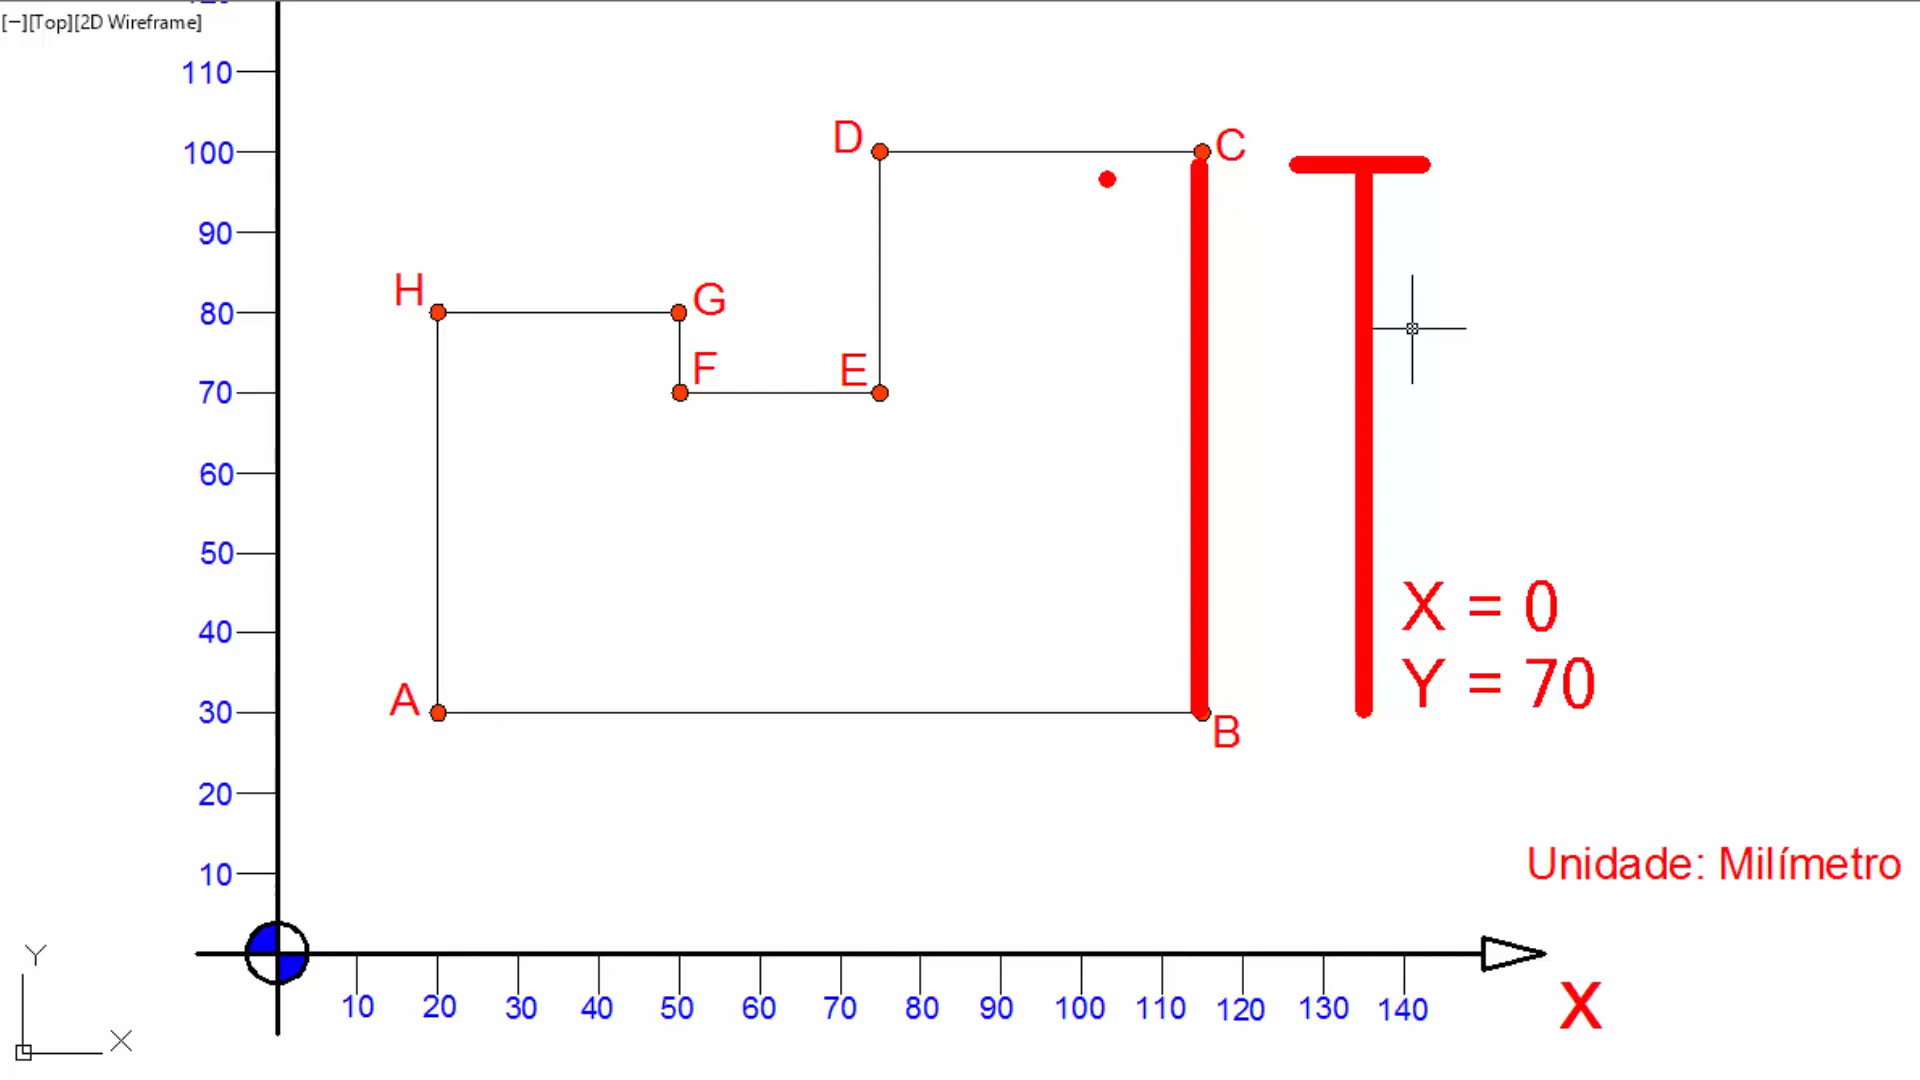 [−][Top][2D Wireframe]
110
100
90
80
70
60
50
40
30
20
10
D
C
H
G
F
E
A
B
X = 0
Y = 70
Unidade: Milímetro
10 20 30 40 50 60 70 80 90 100 110 120 130 140
X
Y
X